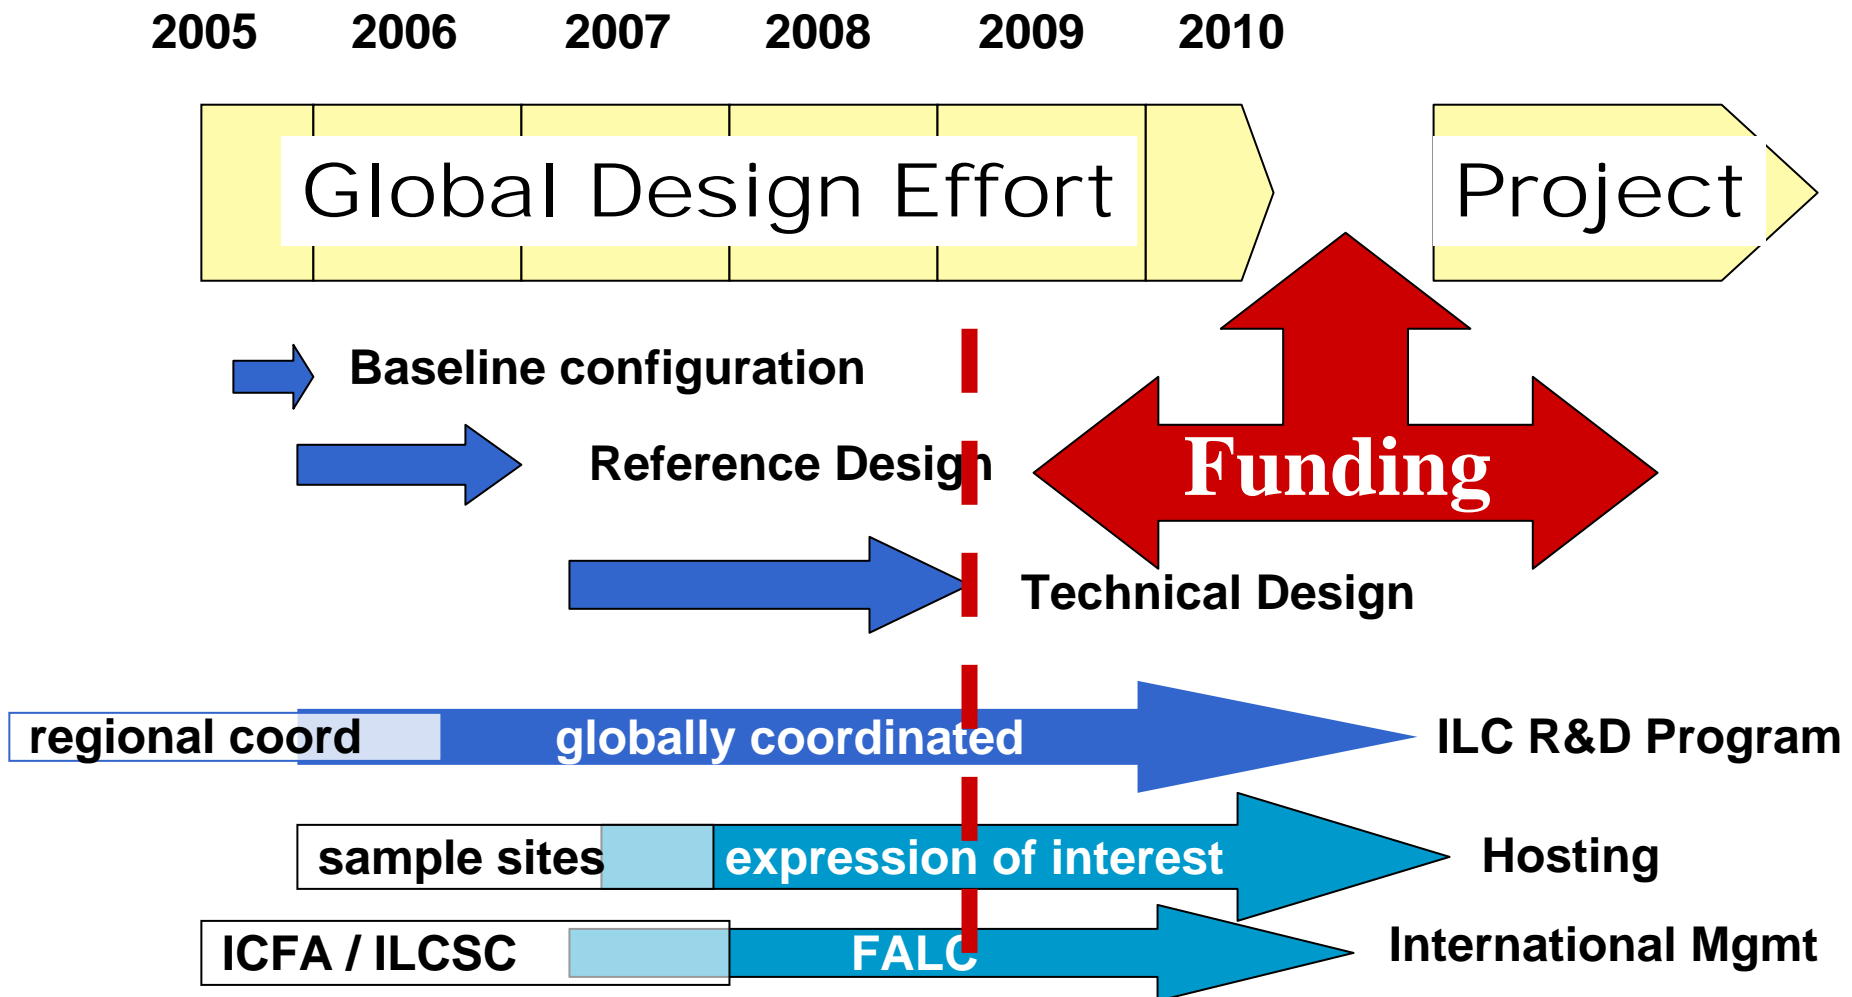 2005 2006 2007 2008 2009 2010
Global Design Effort
Project
Baseline configuration
Reference Design
Funding
Technical Design
regional coord
globally coordinated
ILC R&D Program
sample sites
expression of interest
Hosting
ICFA / ILCSC
FALC
International Mgmt